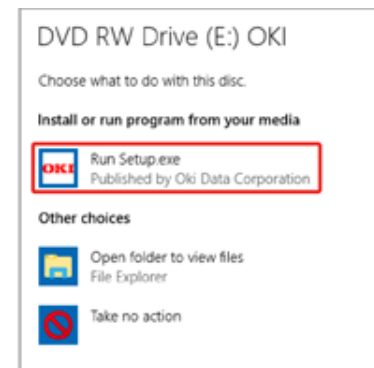 DVD RW Drive (E:) OKI
Choose what to do with this disc.
Install or run program from your media
OKI
Run Setup.exe
Published by Oki Data Corporation
Other choices
Open folder to view files
File Explorer
Take no action